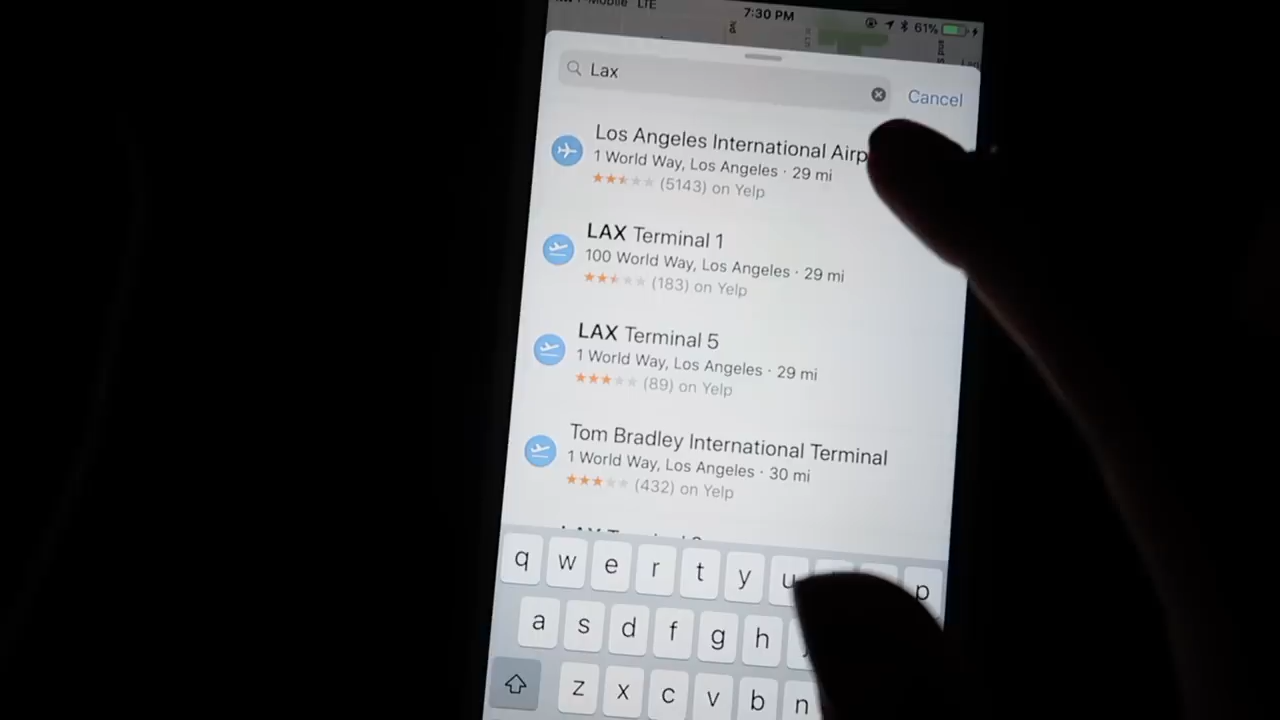 T-Mobile LTE
7:30 PM
61%
Lax
Cancel
Los Angeles International Airp
1 World Way, Los Angeles · 29 mi
(5143) on Yelp
LAX Terminal 1
100 World Way, Los Angeles · 29 mi
(183) on Yelp
LAX Terminal 5
1 World Way, Los Angeles · 29 mi
(89) on Yelp
Tom Bradley International Terminal
1 World Way, Los Angeles · 30 mi
(432) on Yelp
q w e r t y u p
a s d f g h
z x c v b n